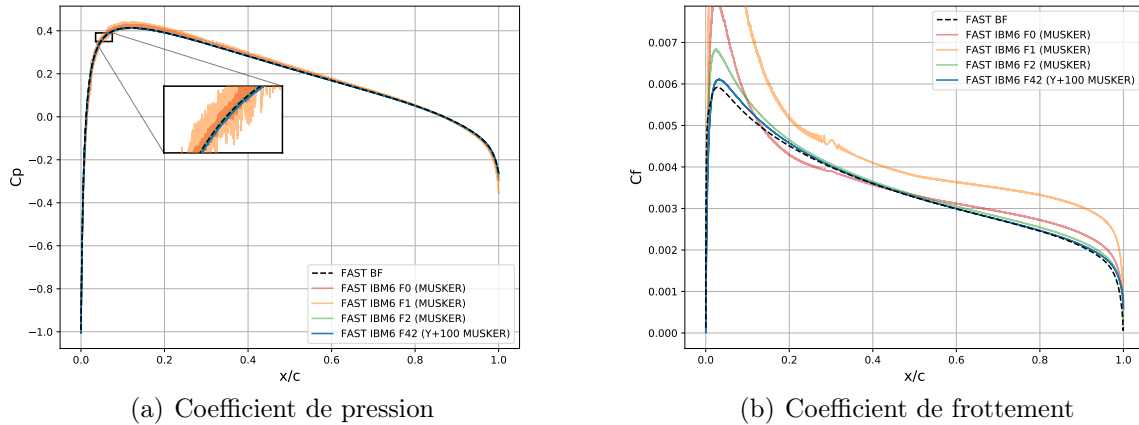 0.4
0.2
0.0
−0.2
−0.4
−0.6
−0.8
−1.0
Cp
0.0 0.2 0.4 0.6 0.8 1.0
x/c
FAST BF
FAST IBM6 F0 (MUSKER)
FAST IBM6 F1 (MUSKER)
FAST IBM6 F2 (MUSKER)
FAST IBM6 F42 (Y+100 MUSKER)
(a) Coefficient de pression
0.007
0.006
0.005
0.004
0.003
0.002
0.001
0.000
Cf
0.0 0.2 0.4 0.6 0.8 1.0
x/c
FAST BF
FAST IBM6 F0 (MUSKER)
FAST IBM6 F1 (MUSKER)
FAST IBM6 F2 (MUSKER)
FAST IBM6 F42 (Y+100 MUSKER)
(b) Coefficient de frottement